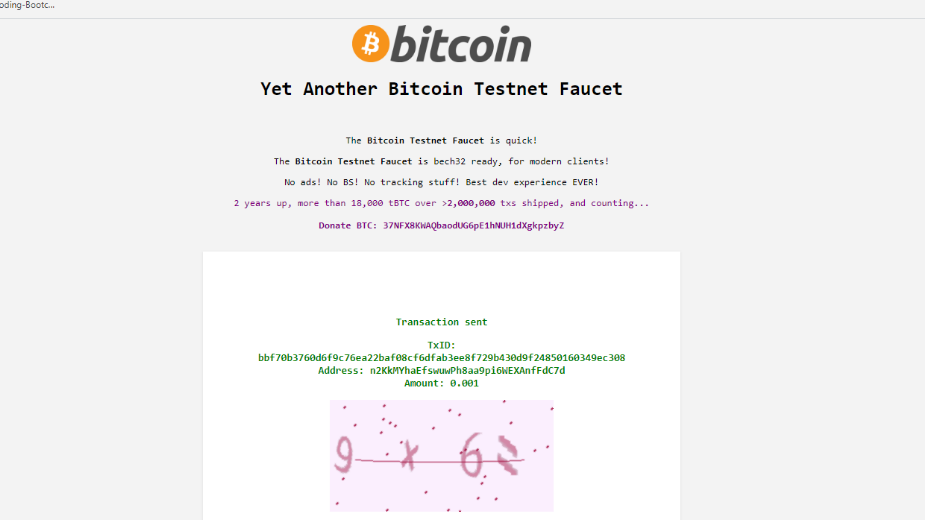 oding-Bootc...
bitcoin
Yet Another Bitcoin Testnet Faucet
The Bitcoin Testnet Faucet is quick!
The Bitcoin Testnet Faucet is bech32 ready, for modern clients!
No ads! No BS! No tracking stuff! Best dev experience EVER!
2 years up, more than 18,000 tBTC over >2,000,000 txs shipped, and counting...
Donate BTC: 37NFX8KWAQbaodUG6pE1hNUH1dXgkpzbyZ
Transaction sent
TxID:
bbf70b3760d6f9c76ea22baf08cf6dfab3ee8f729b430d9f24850160349ec308
Address: n2KkMYhaEfswuwPh8aa9pi6WEXAnfFdC7d
Amount: 0.001
9 x 6